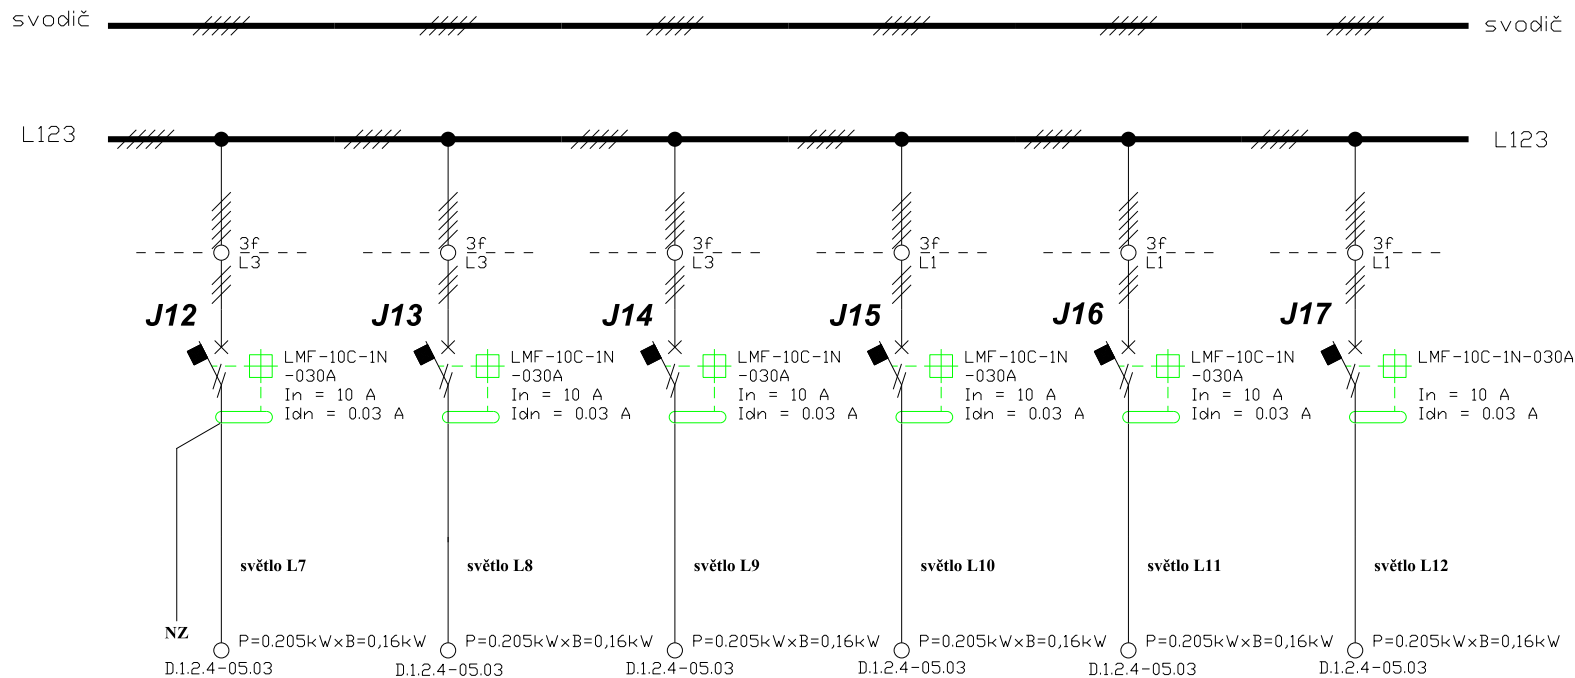 svodič
svodič
L123
L123
3f
L3
3f
L3
3f
L3
3f
L1
3f
L1
3f
L1
J12
J13
J14
J15
J16
J17
LMF-10C-1N
-030A
In = 10 A
Idn = 0.03 A
LMF-10C-1N
-030A
In = 10 A
Idn = 0.03 A
LMF-10C-1N
-030A
In = 10 A
Idn = 0.03 A
LMF-10C-1N
-030A
In = 10 A
Idn = 0.03 A
LMF-10C-1N
-030A
In = 10 A
Idn = 0.03 A
LMF-10C-1N-030A
In = 10 A
Idn = 0.03 A
světlo L7
světlo L8
světlo L9
světlo L10
světlo L11
světlo L12
NZ
P=0.205kWxB=0,16kW
D.1.2.4-05.03
P=0.205kWxB=0,16kW
D.1.2.4-05.03
P=0.205kWxB=0,16kW
D.1.2.4-05.03
P=0.205kWxB=0,16kW
D.1.2.4-05.03
P=0.205kWxB=0,16kW
D.1.2.4-05.03
P=0.205kWxB=0,16kW
D.1.2.4-05.03